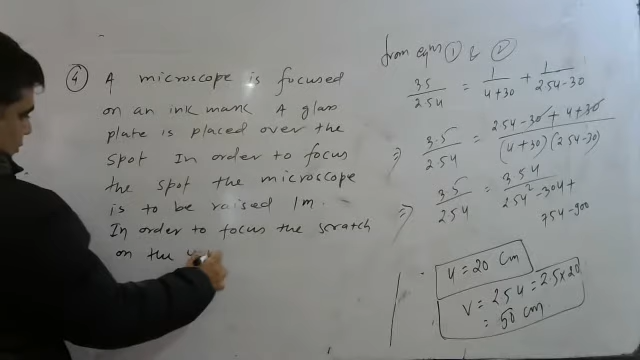 ④ A microscope is focused
on an ink mark A glass
plate is placed over the
spot In order to focus
the spot the microscope
is to be raised 1m.
In order to focus the scratch
on the
from eqn ① & ②
3.5/2.5u = 1/(u+30) + 1/(2.5u-30)
⇒ 3.5/2.5u = (2.5u-30+u+30)/((u+30)(2.5u-30))
⇒ 3.5/2.5u = 3.5u/(2.5u²-30u+
75u-900
u = 20 cm
v = 2.5u = 2.5×20
= 50 cm